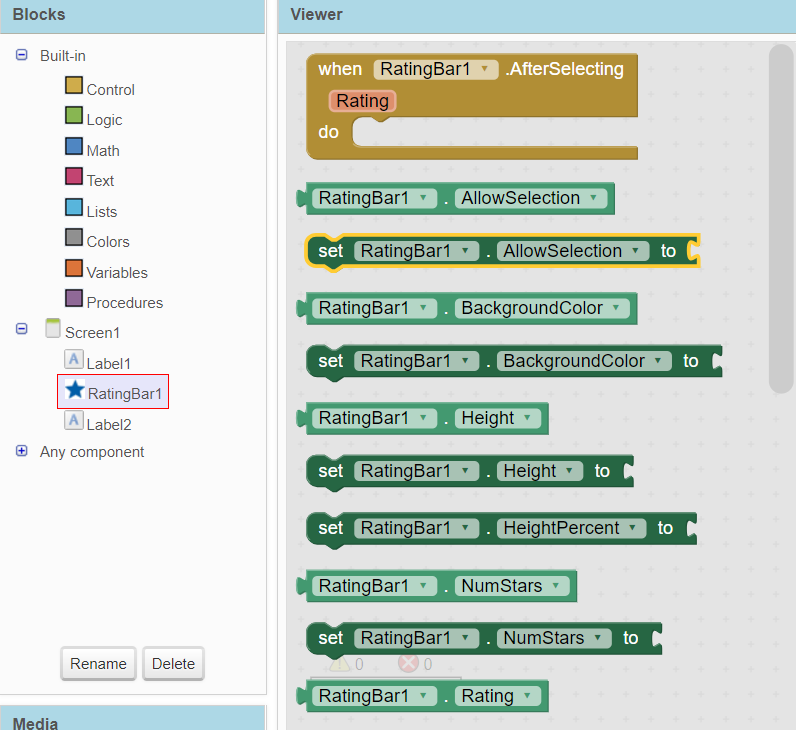 Blocks
Built-in
Control
Logic
Math
Text
Lists
Colors
Variables
Procedures
Screen1
A Label1
RatingBar1
A Label2
Any component
Rename Delete
Media
Viewer
when RatingBar1 .AfterSelecting
Rating
do
RatingBar1 . AllowSelection
set RatingBar1 . AllowSelection to
RatingBar1 . BackgroundColor
set RatingBar1 . BackgroundColor to
RatingBar1 . Height
set RatingBar1 . Height to
set RatingBar1 . HeightPercent to
RatingBar1 . NumStars
set RatingBar1 . NumStars to
0 0
RatingBar1 . Rating